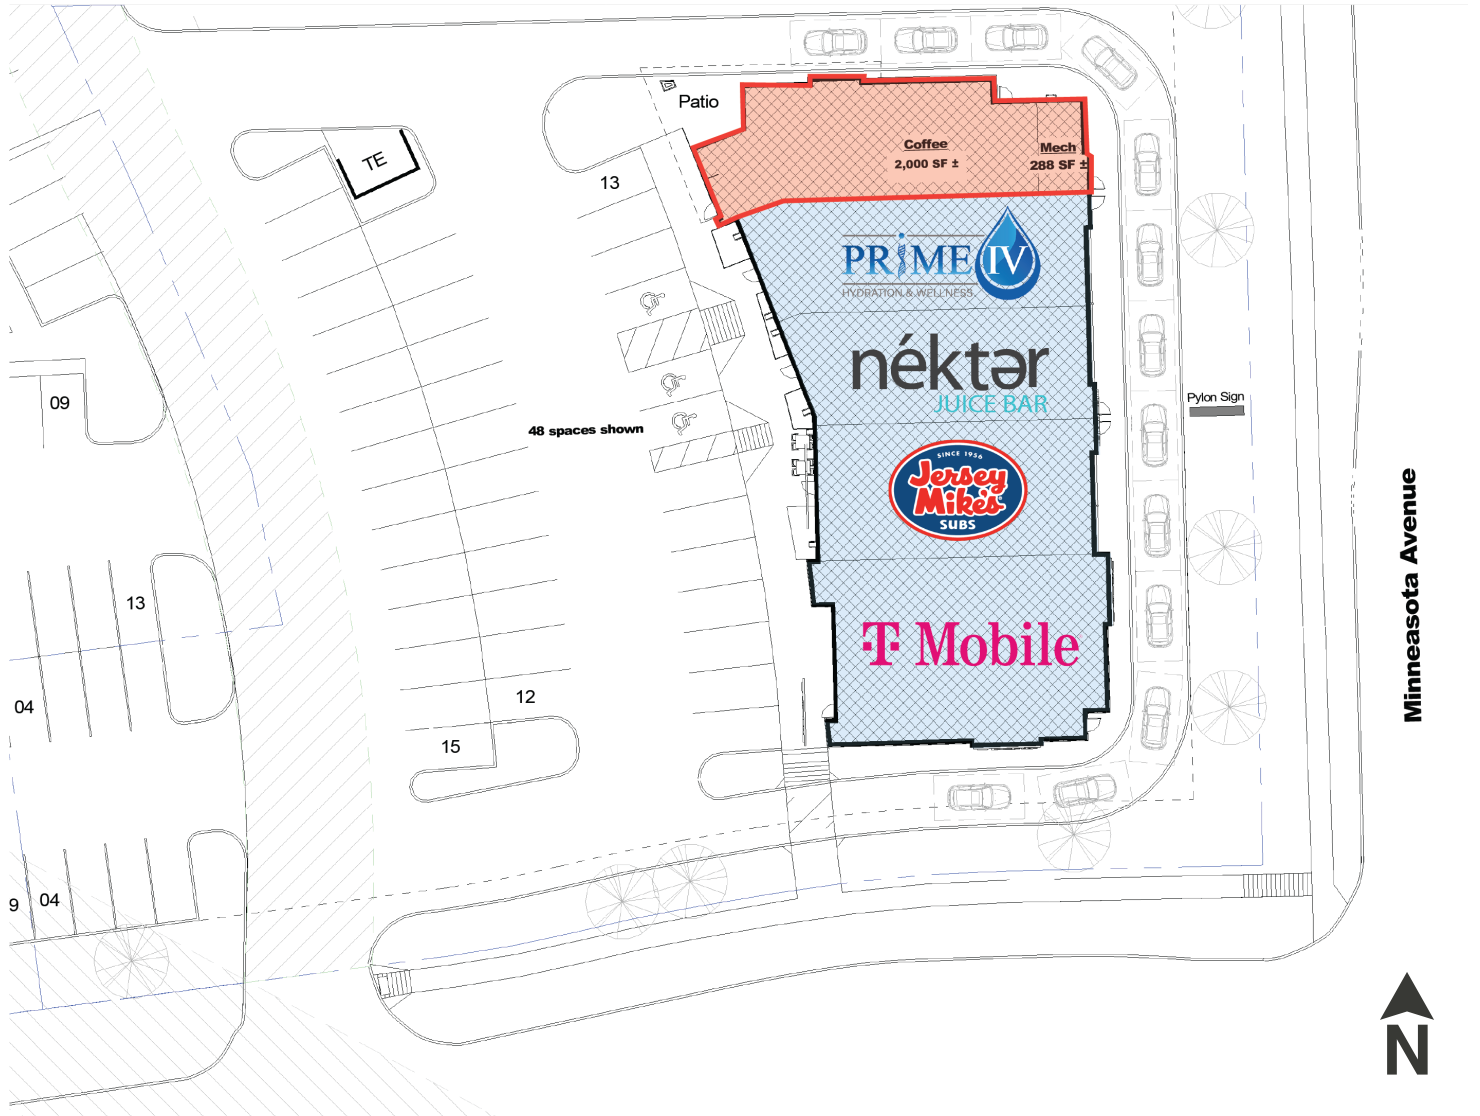 Patio
TE
13
Coffee
2,000 SF ±
Mech
288 SF ±
PRIME IV
HYDRATION & WELLNESS
néktər
JUICE BAR
09
48 spaces shown
Pylon Sign
SINCE 1956
Jersey
Mike's
SUBS
Minneasota Avenue
13
T Mobile
04
12
15
9
04
N